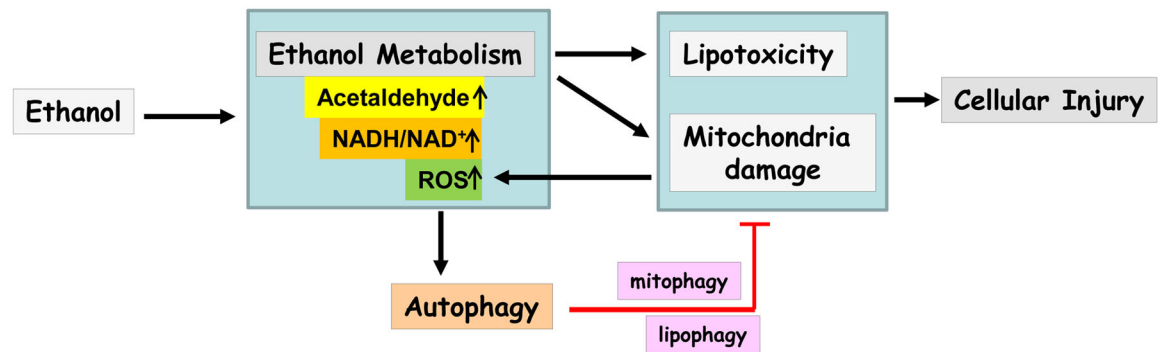 Ethanol
Ethanol Metabolism
Acetaldehyde↑
NADH/NAD⁺↑
ROS↑
Lipotoxicity
Mitochondria
damage
Cellular Injury
Autophagy
mitophagy
lipophagy